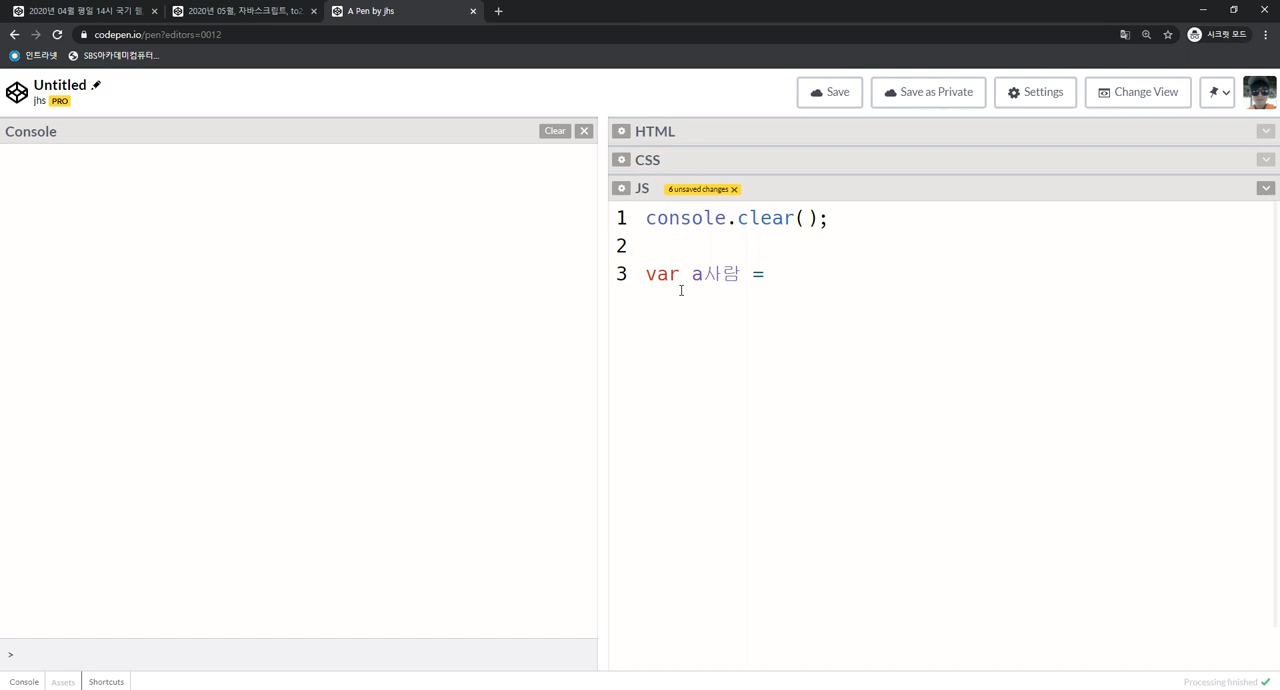 2020년 04월 평일 14시 국기 훈
2020년 05월, 자바스크립트, to2
A Pen by jhs
codepen.io/pen?editors=0012
시크릿 모드
인트라넷
SBS아카데미컴퓨터...
Untitled
jhs PRO
Save
Save as Private
Settings
Change View
Console
Clear
HTML
CSS
JS
6 unsaved changes
1 console.clear();
2
3 var a사람 =
>
Console
Assets
Shortcuts
Processing finished